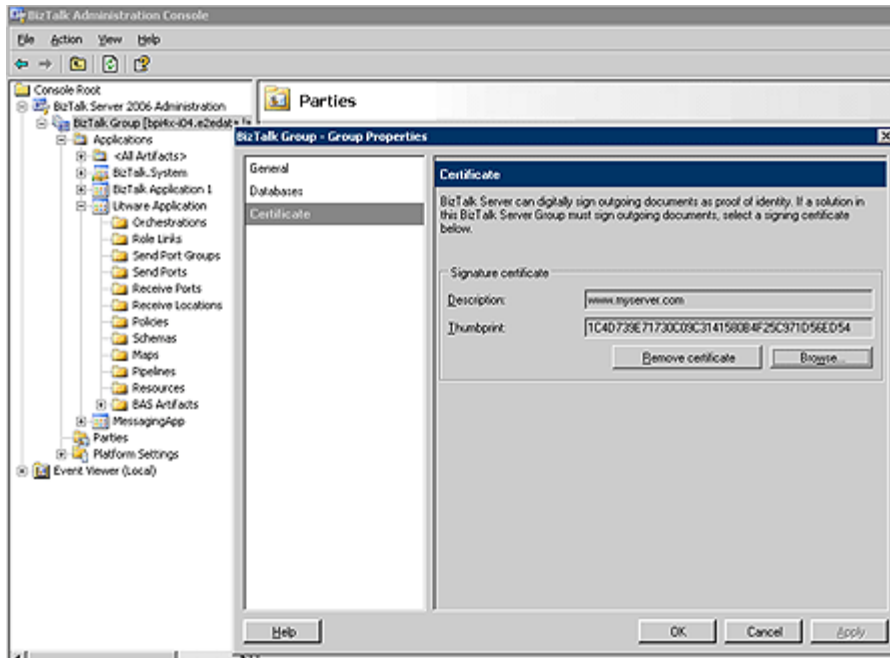 BizTalk Administration Console
File Action View Help
Console Root
BizTalk Server 2006 Administration
BizTalk Group
Applications
<All Artifacts>
BizTalk.System
BizTalk Application 1
Litware Application
Orchestrations
Role Links
Send Port Groups
Send Ports
Receive Ports
Receive Locations
Policies
Schemas
Maps
Pipelines
Resources
BAS Artifacts
MessagingApp
Parties
Platform Settings
Event Viewer (Local)
Parties
BizTalk Group - Group Properties
General
Databases
Certificate
Certificate
BizTalk Server can digitally sign outgoing documents as proof of identity. If a solution in
this BizTalk Server Group must sign outgoing documents, select a signing certificate
below.
Signature certificate
Description:
www.myserver.com
Thumbprint:
Remove certificate
Browse...
Help
OK
Cancel
Apply